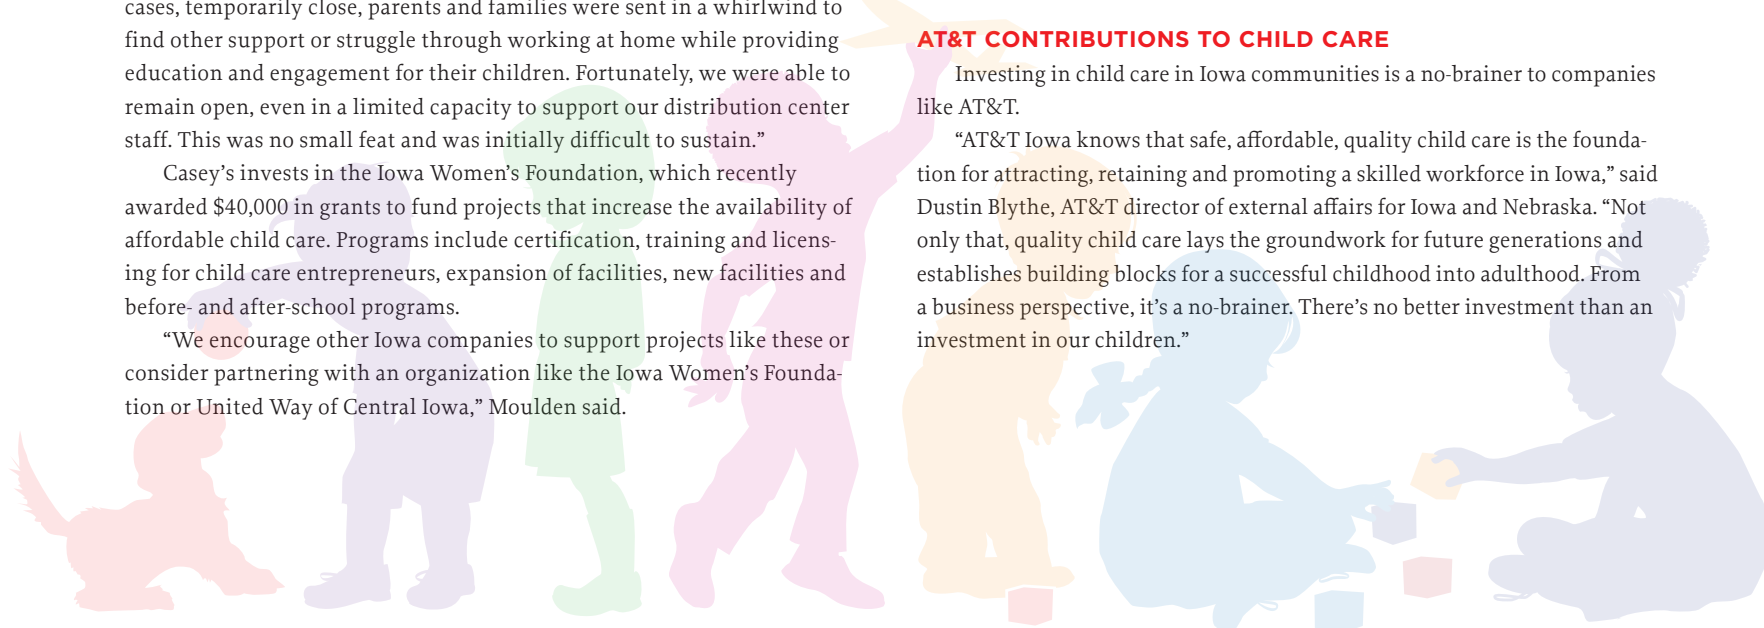 cases, temporarily close, parents and families were sent in a whirlwind to
find other support or struggle through working at home while providing
education and engagement for their children. Fortunately, we were able to
remain open, even in a limited capacity to support our distribution center
staff. This was no small feat and was initially difficult to sustain.”
Casey’s invests in the Iowa Women’s Foundation, which recently
awarded $40,000 in grants to fund projects that increase the availability of
affordable child care. Programs include certification, training and licens-
ing for child care entrepreneurs, expansion of facilities, new facilities and
before- and after-school programs.
“We encourage other Iowa companies to support projects like these or
consider partnering with an organization like the Iowa Women’s Founda-
tion or United Way of Central Iowa,” Moulden said.
AT&T CONTRIBUTIONS TO CHILD CARE
Investing in child care in Iowa communities is a no-brainer to companies
like AT&T.
“AT&T Iowa knows that safe, affordable, quality child care is the founda-
tion for attracting, retaining and promoting a skilled workforce in Iowa,” said
Dustin Blythe, AT&T director of external affairs for Iowa and Nebraska. “Not
only that, quality child care lays the groundwork for future generations and
establishes building blocks for a successful childhood into adulthood. From
a business perspective, it’s a no-brainer. There’s no better investment than an
investment in our children.”